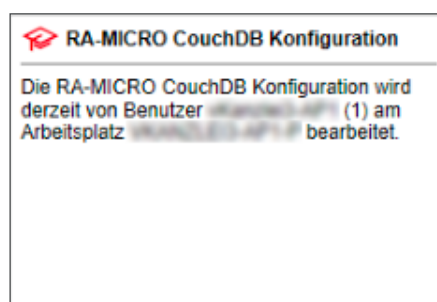 RA-MICRO CouchDB Konfiguration
Die RA-MICRO CouchDB Konfiguration wird
derzeit von Benutzer (1) am
Arbeitsplatz bearbeitet.